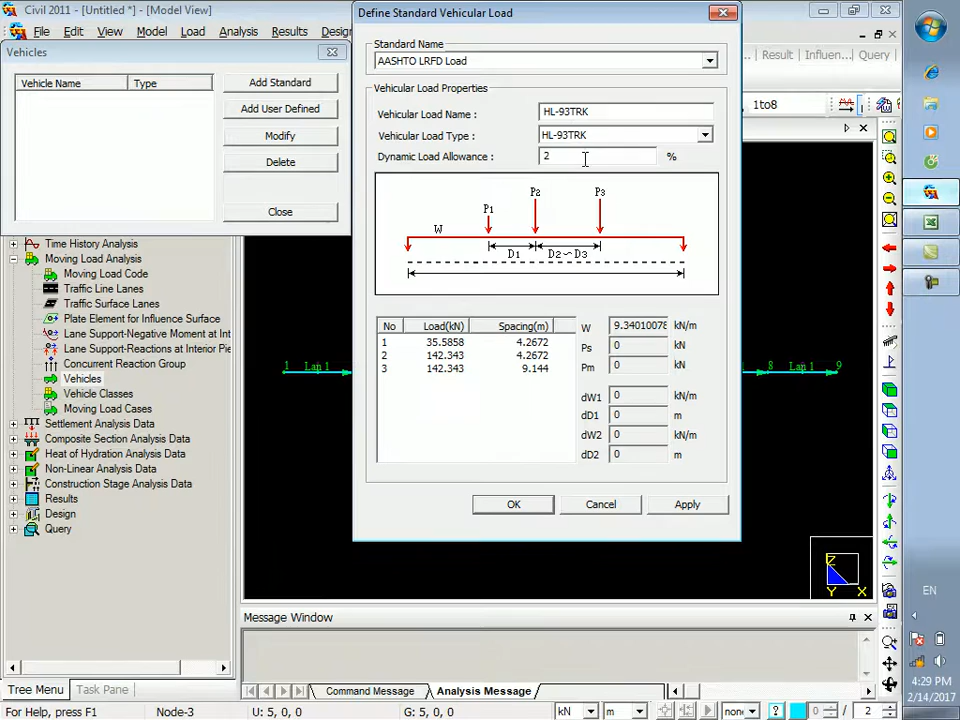 Civil 2011 - [Untitled *] - [Model View]
File Edit View Model Load Analysis Results Design
Result Influen... Query
1to8
Vehicles
Vehicle Name Type
Add Standard
Add User Defined
Modify
Delete
Close
Time History Analysis
Moving Load Analysis
Moving Load Code
Traffic Line Lanes
Traffic Surface Lanes
Plate Element for Influence Surface
Lane Support-Negative Moment at Int
Lane Support-Reactions at Interior Pie
Concurrent Reaction Group
Vehicles
Vehicle Classes
Moving Load Cases
Settlement Analysis Data
Composite Section Analysis Data
Heat of Hydration Analysis Data
Non-Linear Analysis Data
Construction Stage Analysis Data
Results
Design
Query
Tree Menu Task Pane
Define Standard Vehicular Load
Standard Name
AASHTO LRFD Load
Vehicular Load Properties
Vehicular Load Name : HL-93TRK
Vehicular Load Type : HL-93TRK
Dynamic Load Allowance : 2 %
P1 P2 P3
W
D1 D2~D3
No Load(kN) Spacing(m)
1 35.5858 4.2672
2 142.343 4.2672
3 142.343 9.144
W 9.34010078 kN/m
Ps 0 kN
Pm 0 kN
dW1 0 kN/m
dD1 0 m
dW2 0 kN/m
dD2 0 m
OK Cancel Apply
1 Lan 1 8 Lan 1 9
Z
Y X
Message Window
Command Message Analysis Message
For Help, press F1 Node-3 U: 5, 0, 0 G: 5, 0, 0 kN m none ? 0 / 2
EN
4:29 PM
2/14/2017